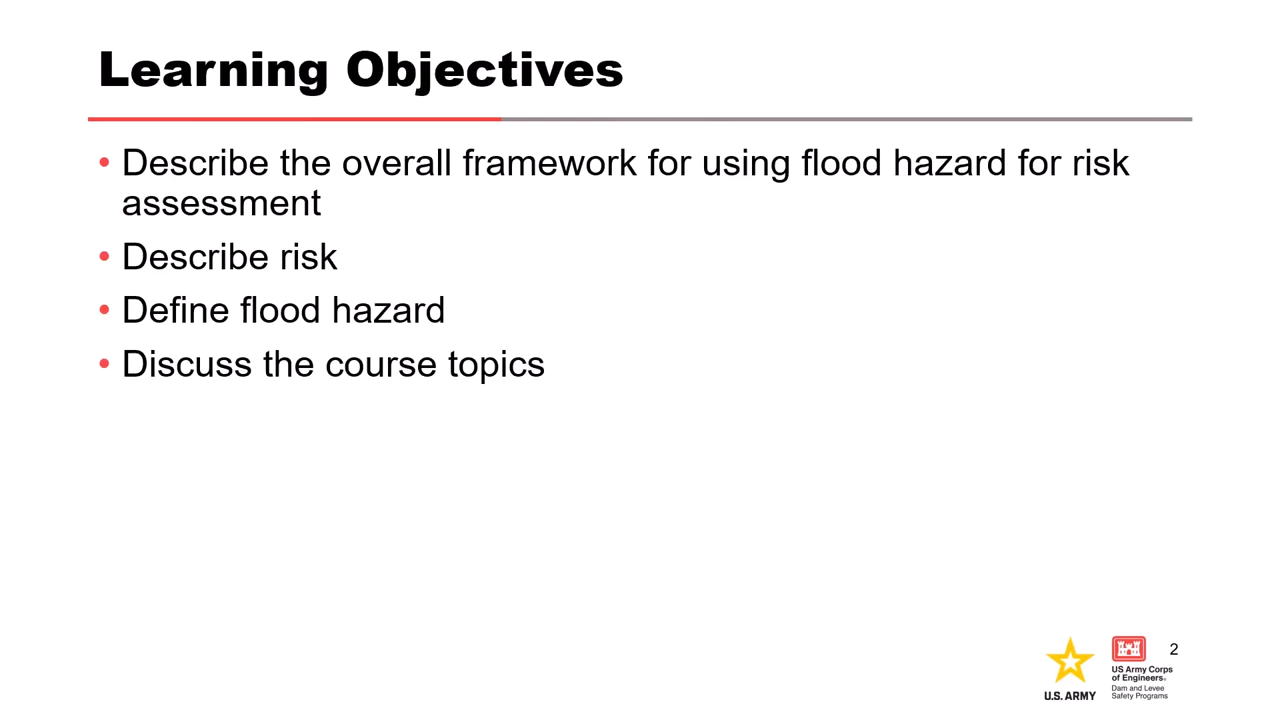 Learning Objectives
• Describe the overall framework for using flood hazard for risk
assessment
• Describe risk
• Define flood hazard
• Discuss the course topics
2
U.S. ARMY
US Army Corps
of Engineers®
Dam and Levee
Safety Programs